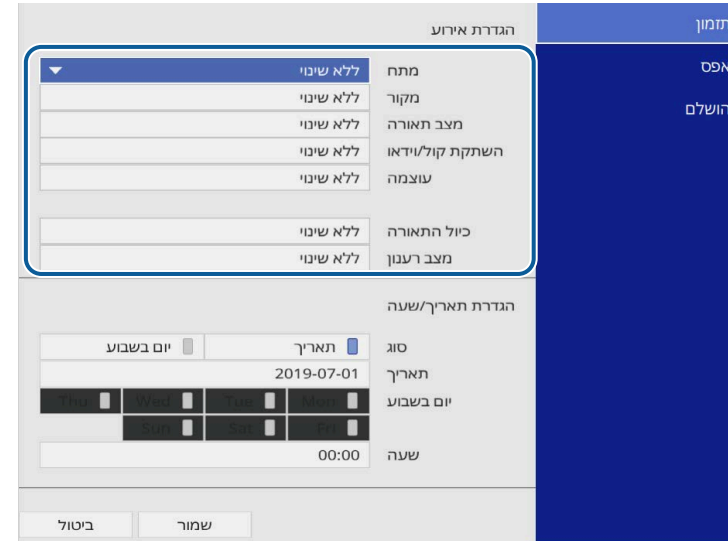 תזמון
אפס
הושלם
הגדרת אירוע
מתח ללא שינוי
מקור ללא שינוי
מצב תאורה ללא שינוי
השתקת קול/וידאו ללא שינוי
עוצמה ללא שינוי
כיול התאורה ללא שינוי
מצב רענון ללא שינוי
הגדרת תאריך/שעה
סוג תאריך יום בשבוע
תאריך 2019-07-01
יום בשבוע Mon Tue Wed Thu
Fri Sat Sun
שעה 00:00
שמור ביטול